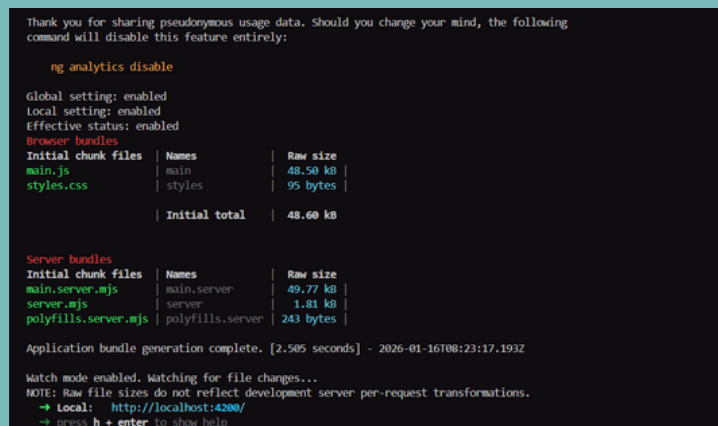 Thank you for sharing pseudonymous usage data. Should you change your mind, the following
command will disable this feature entirely:
ng analytics disable
Global setting: enabled
Local setting: enabled
Effective status: enabled
Browser bundles
Initial chunk files | Names | Raw size
main.js | main | 48.50 kB |
styles.css | styles | 95 bytes |
| Initial total | 48.60 kB
Server bundles
Initial chunk files | Names | Raw size
main.server.mjs | main.server | 49.77 kB |
server.mjs | server | 1.81 kB |
polyfills.server.mjs | polyfills.server | 243 bytes |
Application bundle generation complete. [2.505 seconds] - 2026-01-16T08:23:17.193Z
Watch mode enabled. Watching for file changes...
NOTE: Raw file sizes do not reflect development server per-request transformations.
→ Local: http://localhost:4200/
→ press h + enter to show help